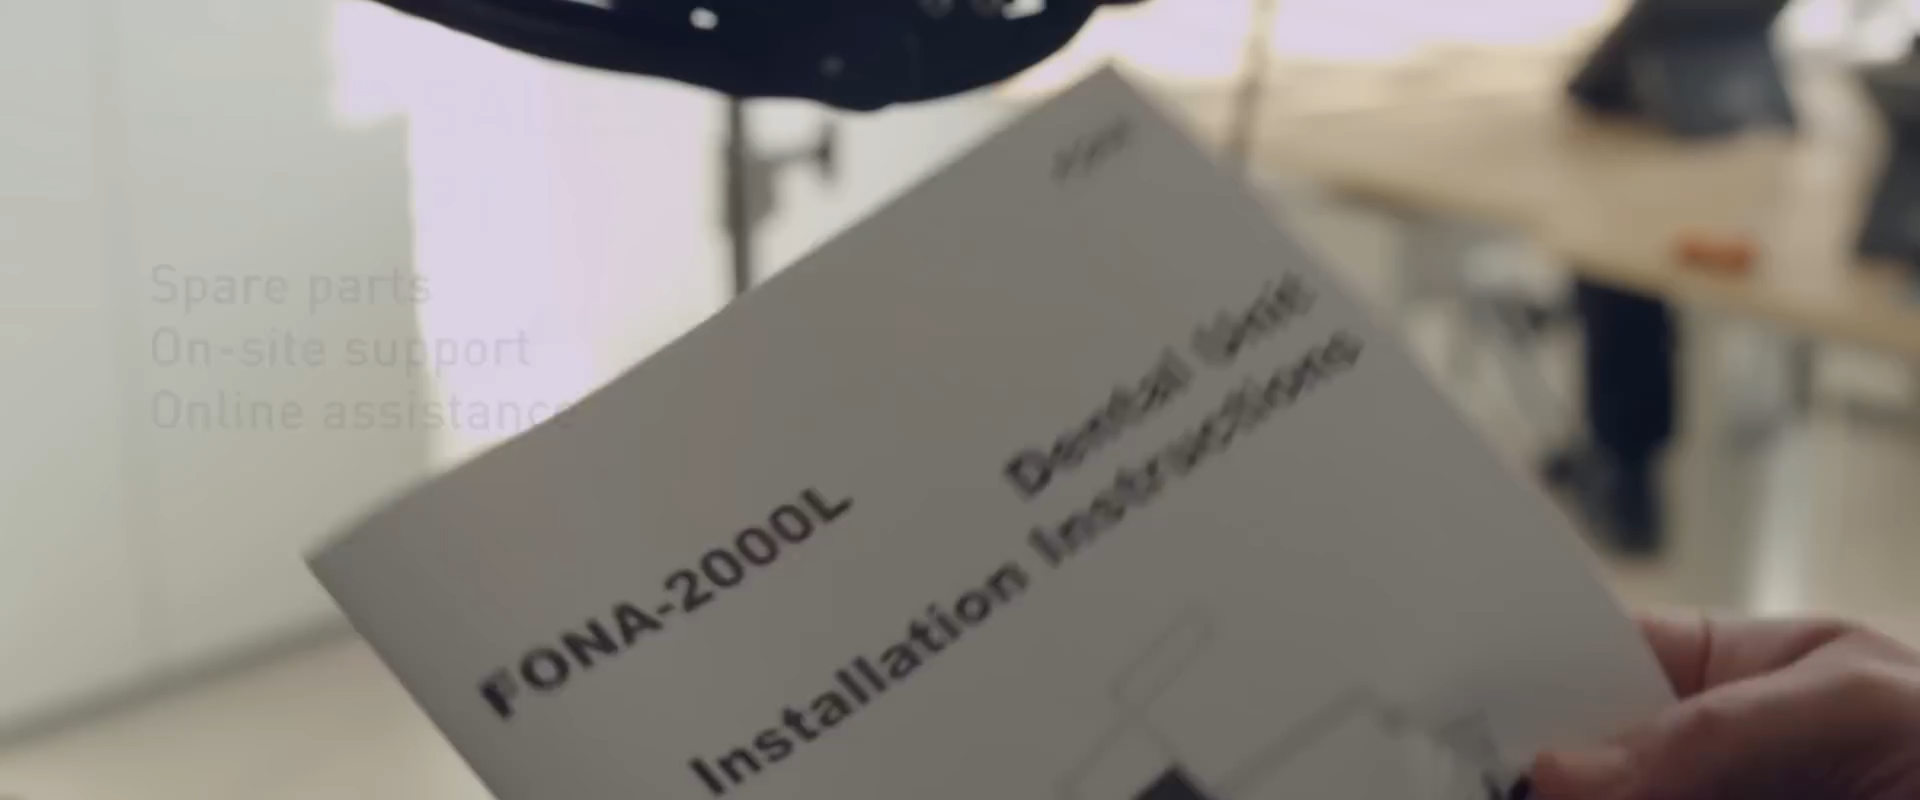 Spare parts
On-site support
Online assistance
FONA-2000L
Dental Unit
Installation Instructions